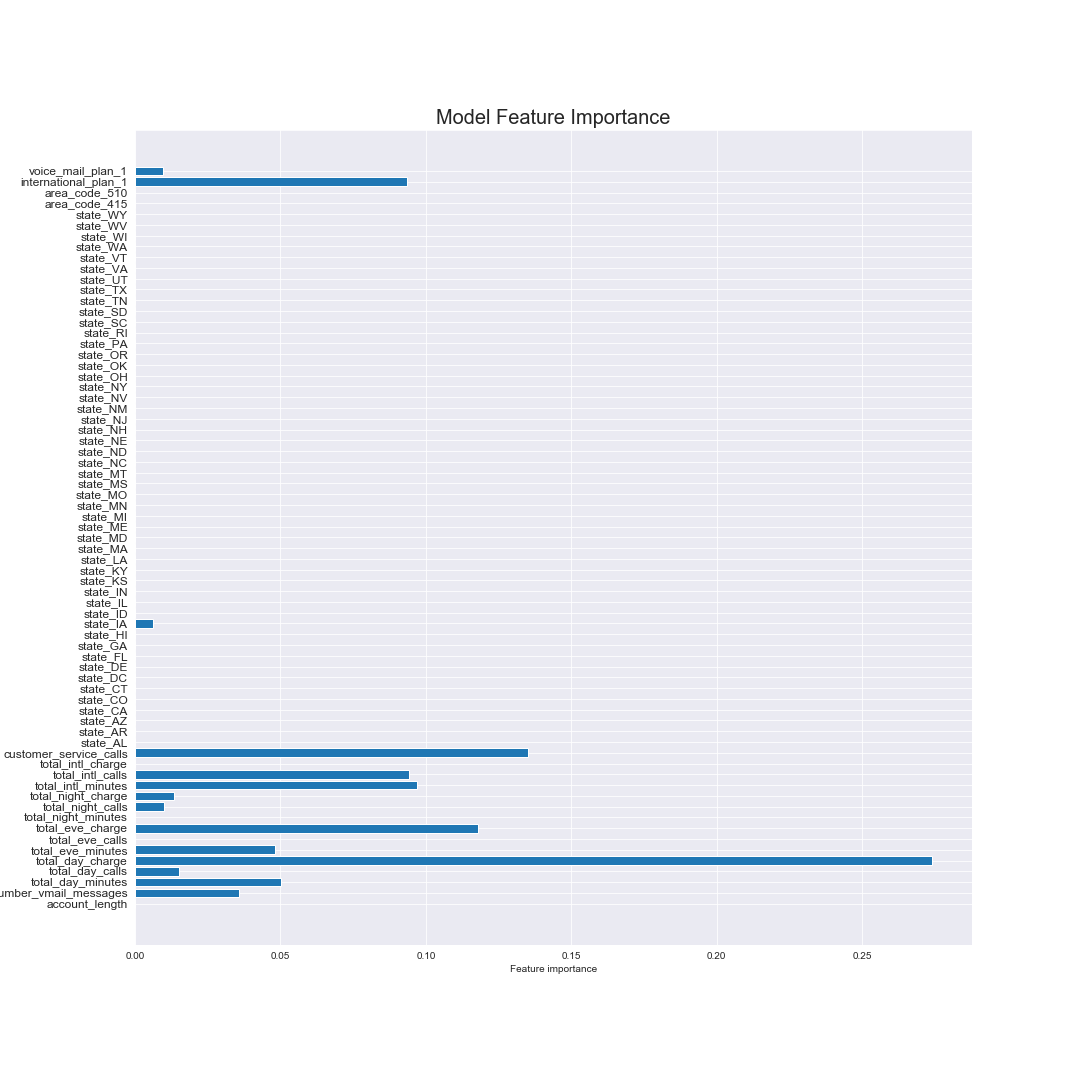 Model Feature Importance
voice_mail_plan_1
international_plan_1
area_code_510
area_code_415
state_WY
state_WV
state_WI
state_WA
state_VT
state_VA
state_UT
state_TX
state_TN
state_SD
state_SC
state_RI
state_PA
state_OR
state_OK
state_OH
state_NY
state_NV
state_NM
state_NJ
state_NH
state_NE
state_ND
state_NC
state_MT
state_MS
state_MO
state_MN
state_MI
state_ME
state_MD
state_MA
state_LA
state_KY
state_KS
state_IN
state_IL
state_ID
state_IA
state_HI
state_GA
state_FL
state_DE
state_DC
state_CT
state_CO
state_CA
state_AZ
state_AR
state_AL
customer_service_calls
total_intl_charge
total_intl_calls
total_intl_minutes
total_night_charge
total_night_calls
total_night_minutes
total_eve_charge
total_eve_calls
total_eve_minutes
total_day_charge
total_day_calls
total_day_minutes
umber_vmail_messages
account_length
0.00 0.05 0.10 0.15 0.20 0.25
Feature importance